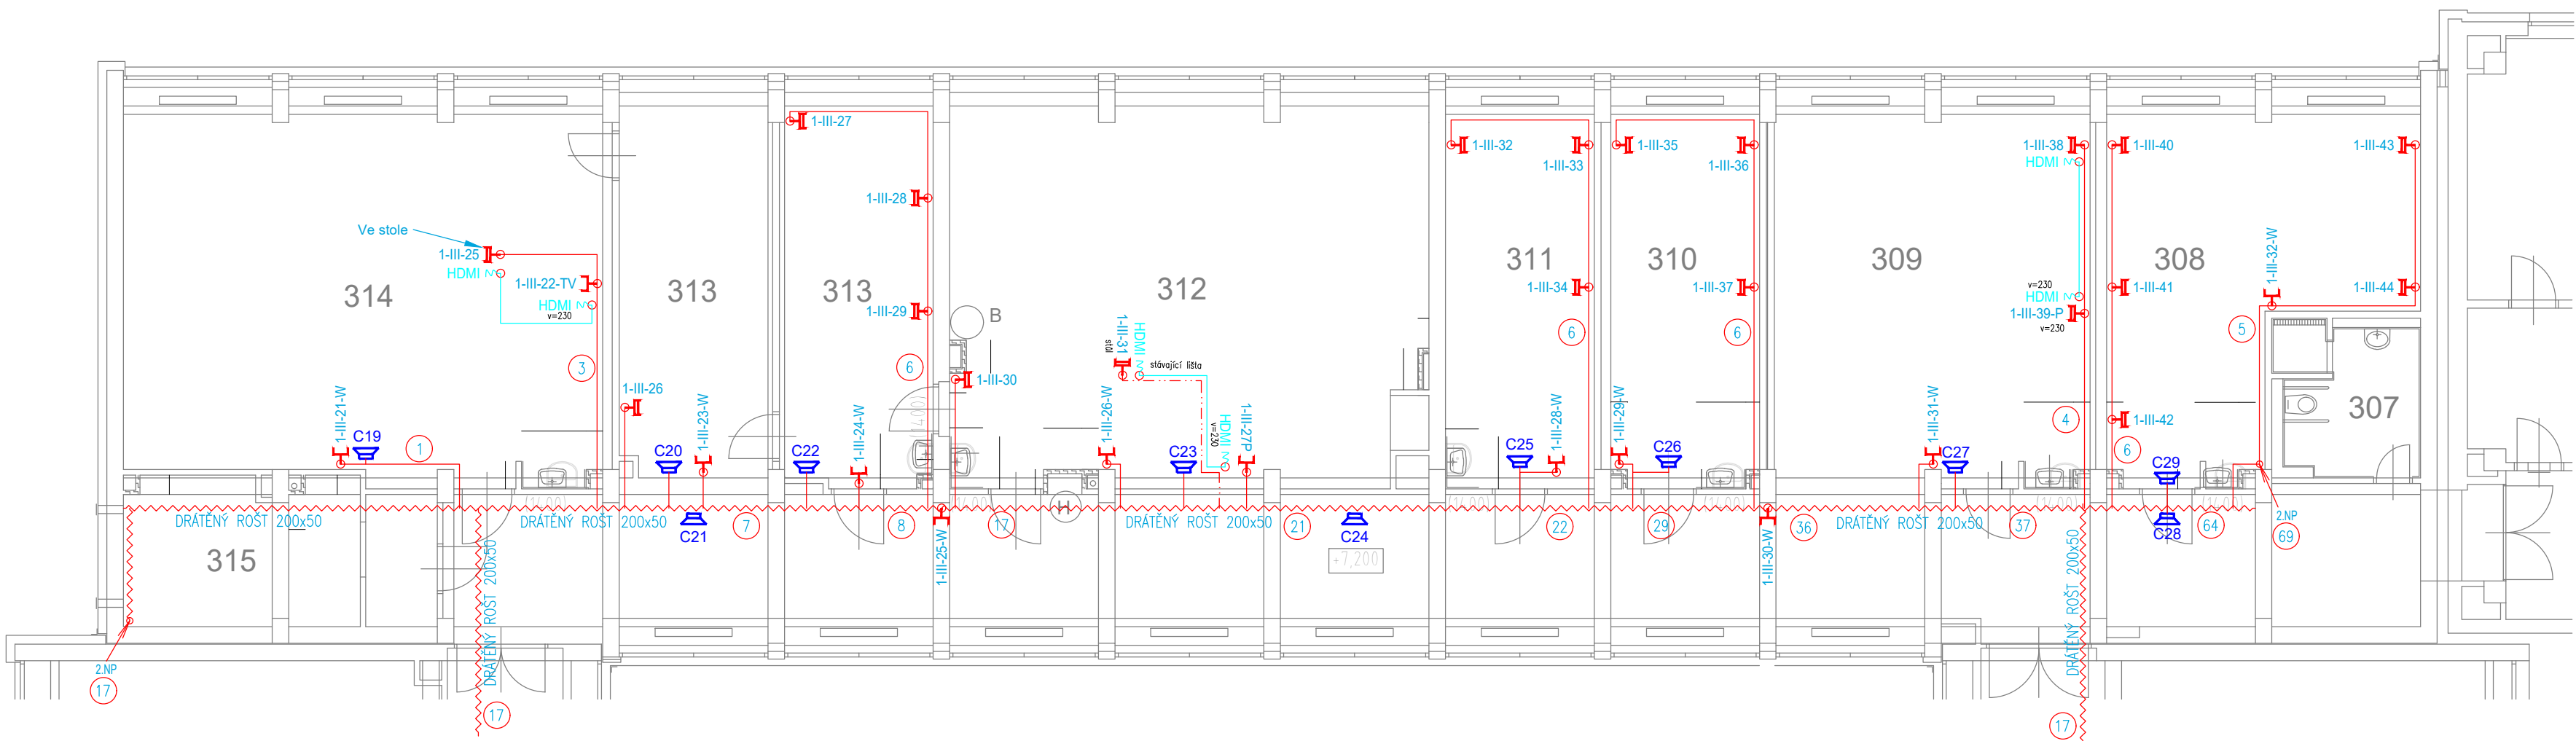 1-III-27
1-III-32
1-III-33
1-III-35
1-III-36
1-III-38
HDMI
1-III-40
1-III-43
1-III-28
Ve stole
1-III-25
HDMI
1-III-22-TV
HDMI
v=230
314
313
313
1-III-29
312
B
311
1-III-34
310
1-III-37
309
v=230
HDMI
1-III-39-P
v=230
308
1-III-41
1-III-32-W
1-III-44
3
6
1-III-30
1-III-31
stůl
HDMI
stávající lišta
6
6
5
307
1-III-21-W
C19
1
1-III-26
C20
1-III-23-W
C22
1-III-24-W
(1400)
1-III-26-W
C23
v=230
HDMI
1-III-27P
C25
1-III-28-W
1-III-29-W
C26
1-III-31-W
C27
4
1-III-42
6
C29
(1400)
(1400)
(1400)
(1400)
(1400)
(1400)
DRÁTĚNÝ ROŠT 200x50
DRÁTĚNÝ ROŠT 200x50
C21
7
8
1-III-25-W
17
H
DRÁTĚNÝ ROŠT 200x50
21
C24
22
29
1-III-30-W
36
DRÁTĚNÝ ROŠT 200x50
37
C28
64
2.NP
69
315
DRÁTĚNÝ ROŠT 200x50
+7,200
DRÁTĚNÝ ROŠT 200x50
2.NP
17
17
17